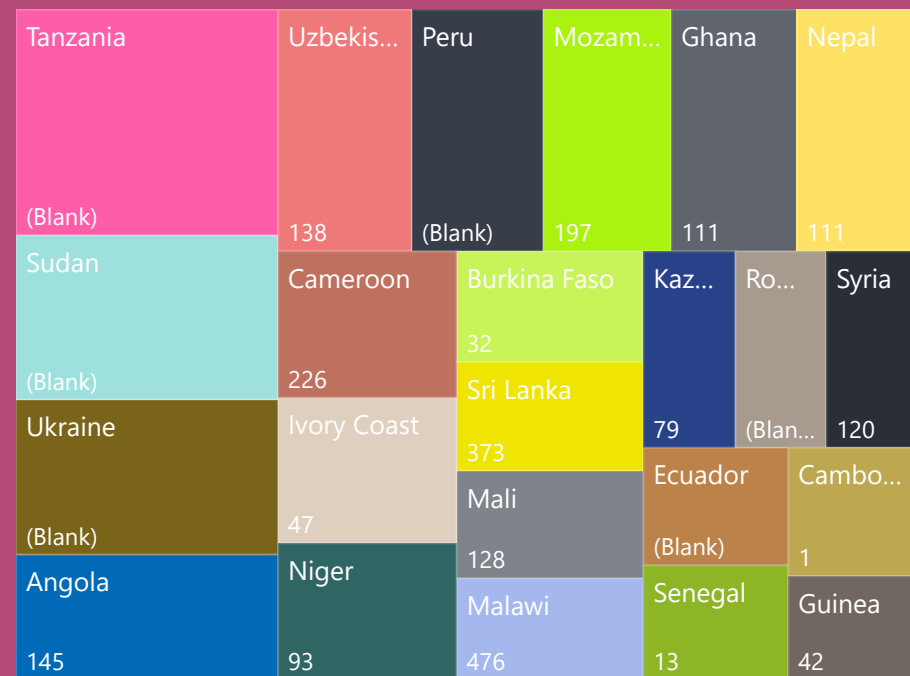 Tanzania
(Blank)
Uzbekis...
138
Peru
(Blank)
Mozam...
197
Ghana
111
Nepal
111
Sudan
(Blank)
Cameroon
226
Burkina Faso
32
Kaz...
79
Ro...
(Blan...
Syria
120
Sri Lanka
373
Ukraine
(Blank)
Ivory Coast
47
Mali
128
Ecuador
(Blank)
Cambo...
1
Angola
145
Niger
93
Malawi
476
Senegal
13
Guinea
42